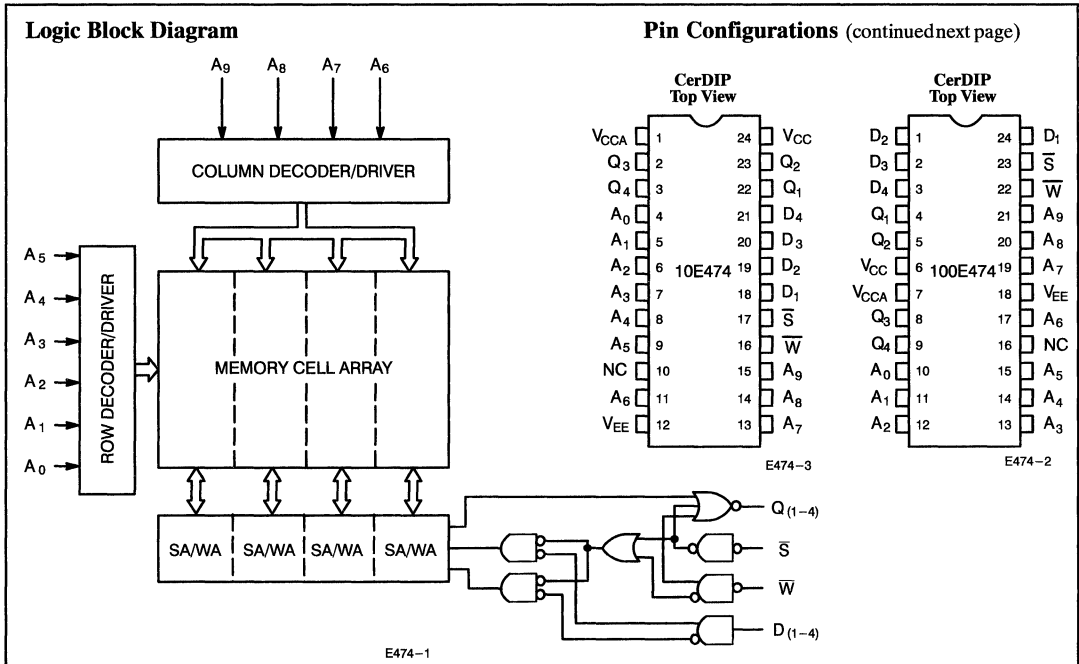 Logic Block Diagram
A9 A8 A7 A6
COLUMN DECODER/DRIVER
A5
A4
A3
A2
A1
A0
ROW DECODER/DRIVER
MEMORY CELL ARRAY
SA/WA SA/WA SA/WA SA/WA
Q(1–4)
S̅
W̅
D(1–4)
E474–1
Pin Configurations (continued next page)
CerDIP
Top View
VCCA 1 24 VCC
Q3 2 23 Q2
Q4 3 22 Q1
A0 4 21 D4
A1 5 20 D3
A2 6 10E474 19 D2
A3 7 18 D1
A4 8 17 S̅
A5 9 16 W̅
NC 10 15 A9
A6 11 14 A8
VEE 12 13 A7
E474–3
CerDIP
Top View
D2 1 24 D1
D3 2 23 S̅
D4 3 22 W̅
Q1 4 21 A9
Q2 5 20 A8
VCC 6 100E474 19 A7
VCCA 7 18 VEE
Q3 8 17 A6
Q4 9 16 NC
A0 10 15 A5
A1 11 14 A4
A2 12 13 A3
E474–2